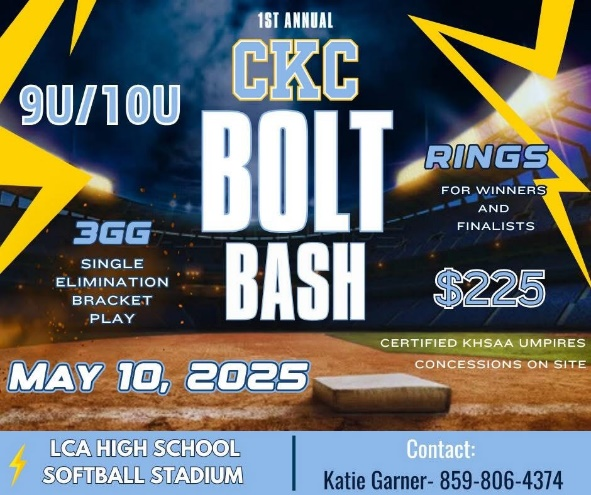 1ST ANNUAL
CKC
BOLT
BASH
9U/10U
3GG
SINGLE
ELIMINATION
BRACKET
PLAY
RINGS
FOR WINNERS
AND
FINALISTS
$225
CERTIFIED KHSAA UMPIRES
CONCESSIONS ON SITE
MAY 10, 2025
LCA HIGH SCHOOL
SOFTBALL STADIUM
Contact:
Katie Garner- 859-806-4374